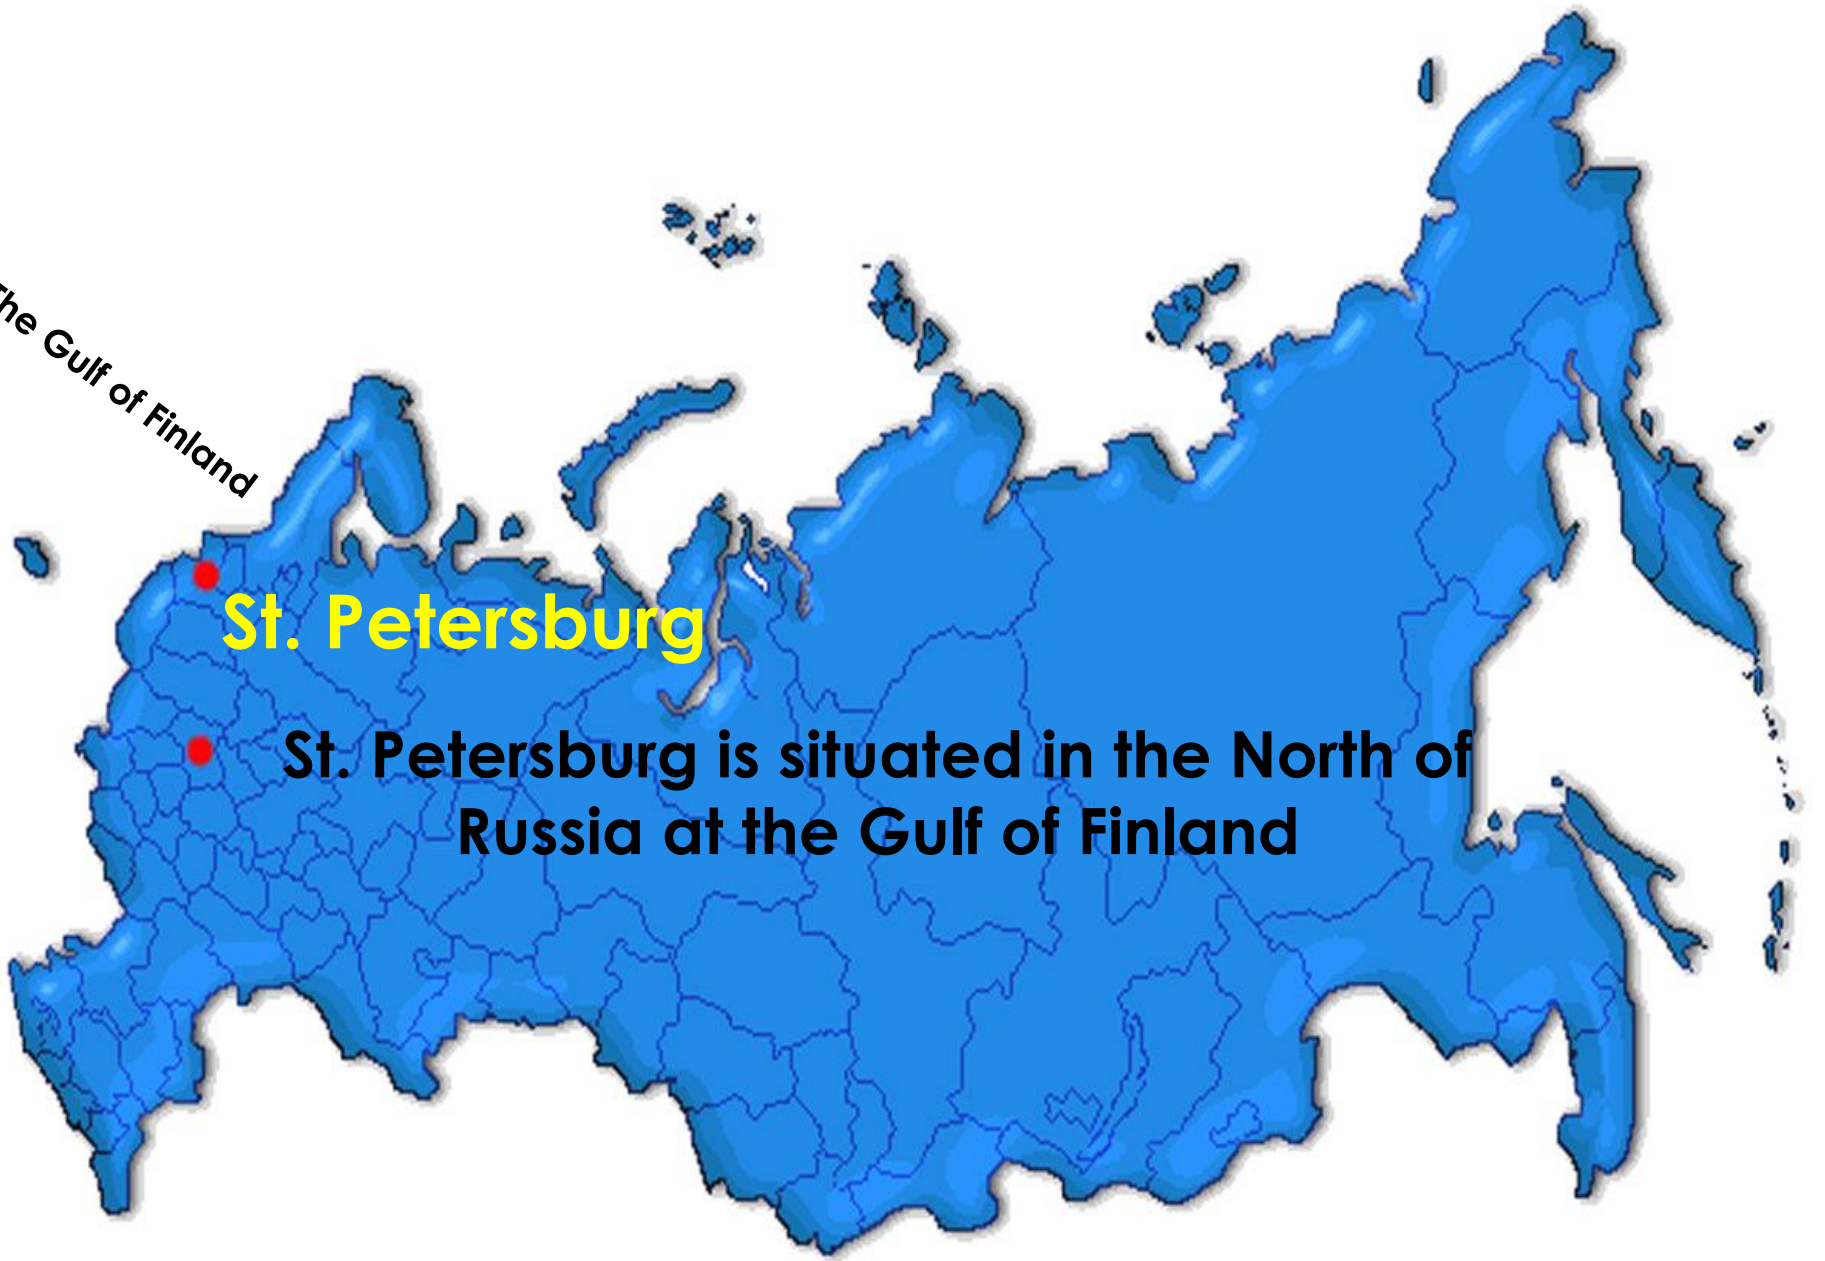 The Gulf of Finland
St. Petersburg
St. Petersburg is situated in the North of
Russia at the Gulf of Finland